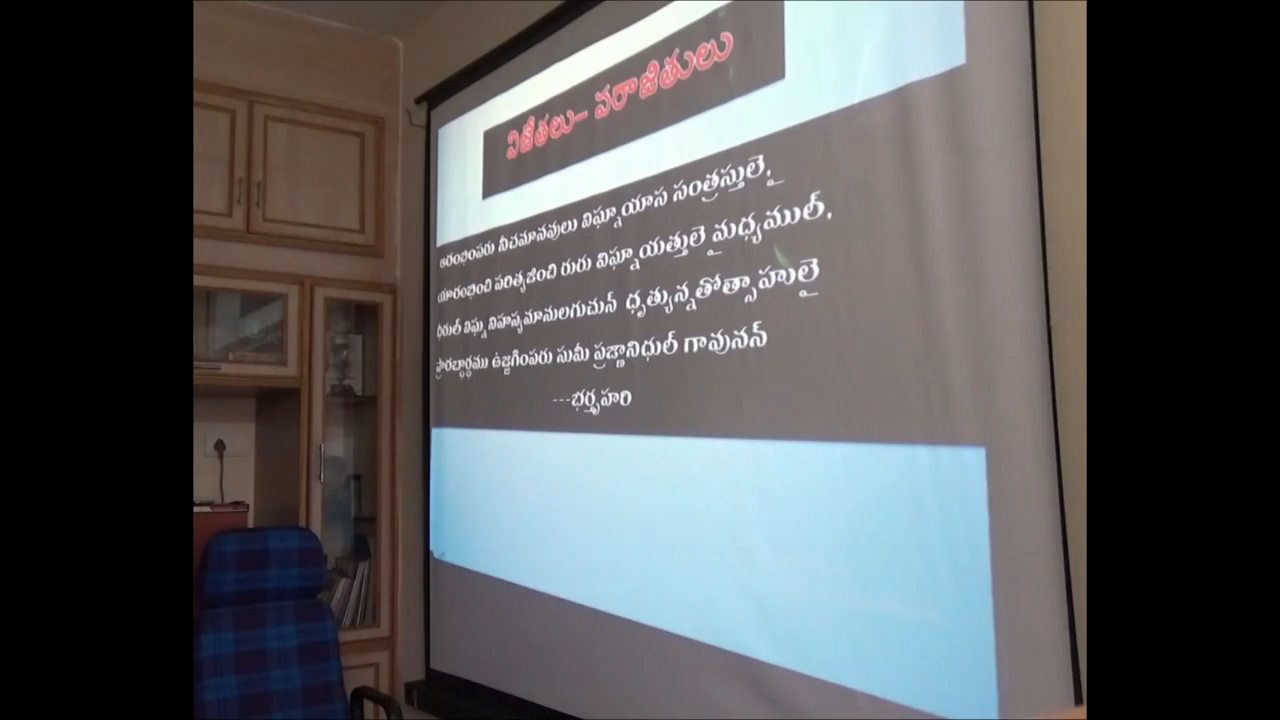 విజేతలు- పరాజితులు
ఆరంభింపరు నీచమానవులు విఘ్నాయాస సంత్రస్తులై,
యారంభించి పరిత్యజించి రురు విఘ్నాయత్తులై మధ్యముల్,
ధీరుల్ విఘ్న నిహన్యమానులగుచున్ ధృత్యున్నతోత్సాహులై
ప్రారబ్ధార్థము ఉజ్జగింపరు సుమీ ప్రజ్ఞానిధుల్ గావునన్
---భర్తృహరి